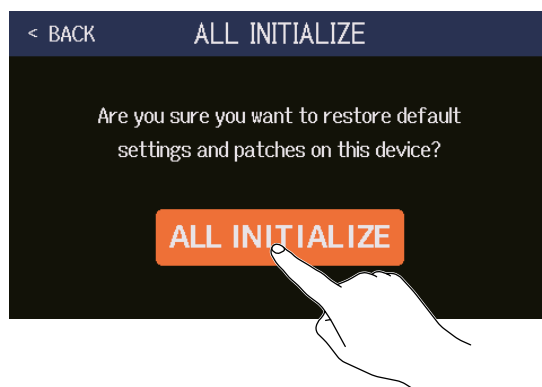 < BACK ALL INITIALIZE
Are you sure you want to restore default
settings and patches on this device?
ALL INITIALIZE